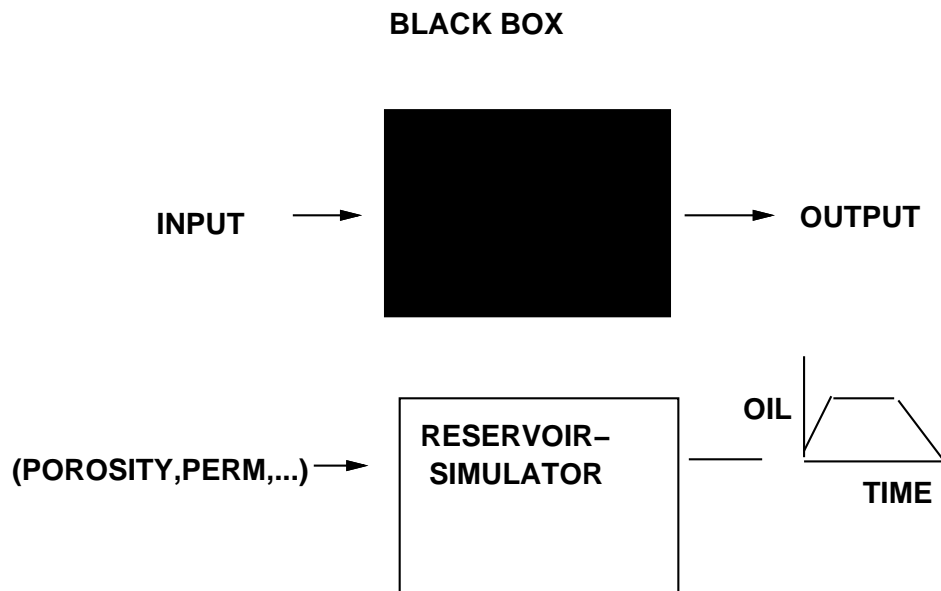 BLACK BOX
INPUT
OUTPUT
OIL
RESERVOIR–
SIMULATOR
(POROSITY,PERM,...)
TIME